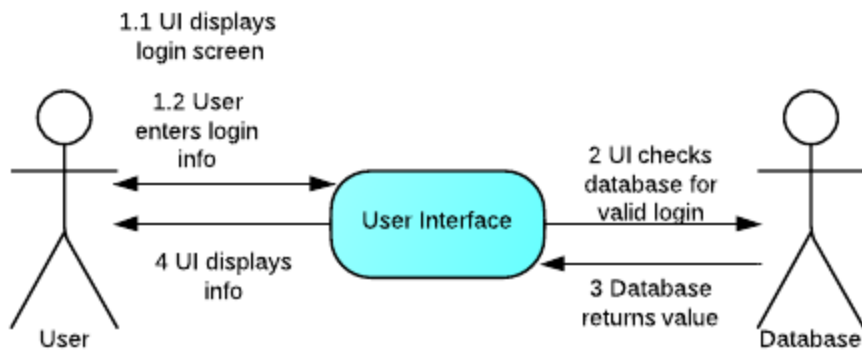 1.1 UI displays
login screen
1.2 User
enters login
info
2 UI checks
database for
valid login
User Interface
4 UI displays
info
3 Database
returns value
User
Database